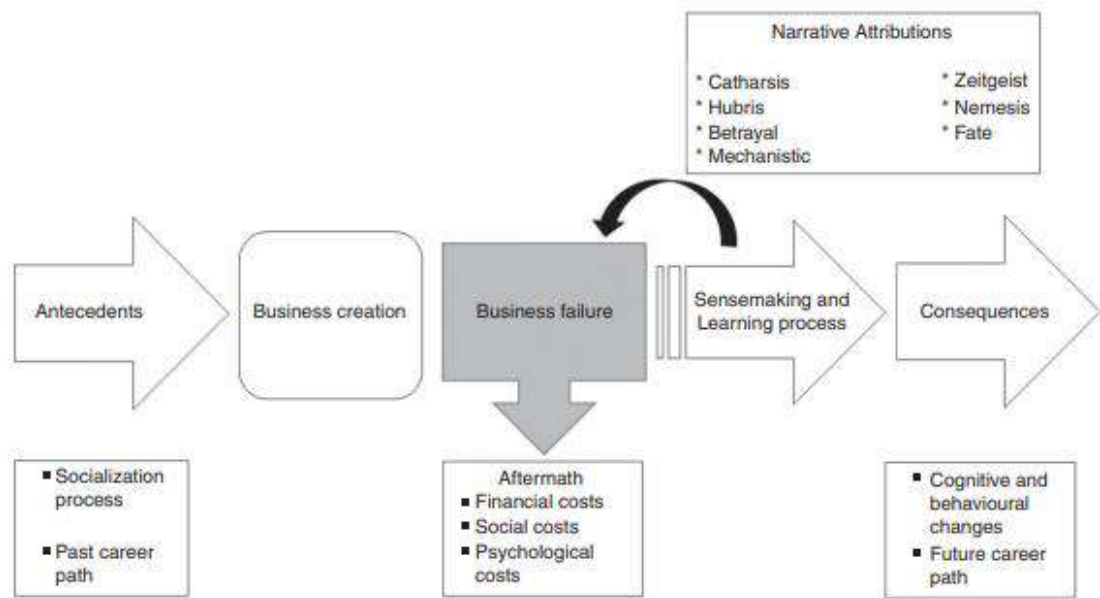 Narrative Attributions
* Catharsis
* Hubris
* Betrayal
* Mechanistic
* Zeitgeist
* Nemesis
* Fate
Antecedents
Business creation
Business failure
Sensemaking and
Learning process
Consequences
■ Socialization
process
■ Past career
path
Aftermath
■ Financial costs
■ Social costs
■ Psychological
costs
■ Cognitive and
behavioural
changes
■ Future career
path